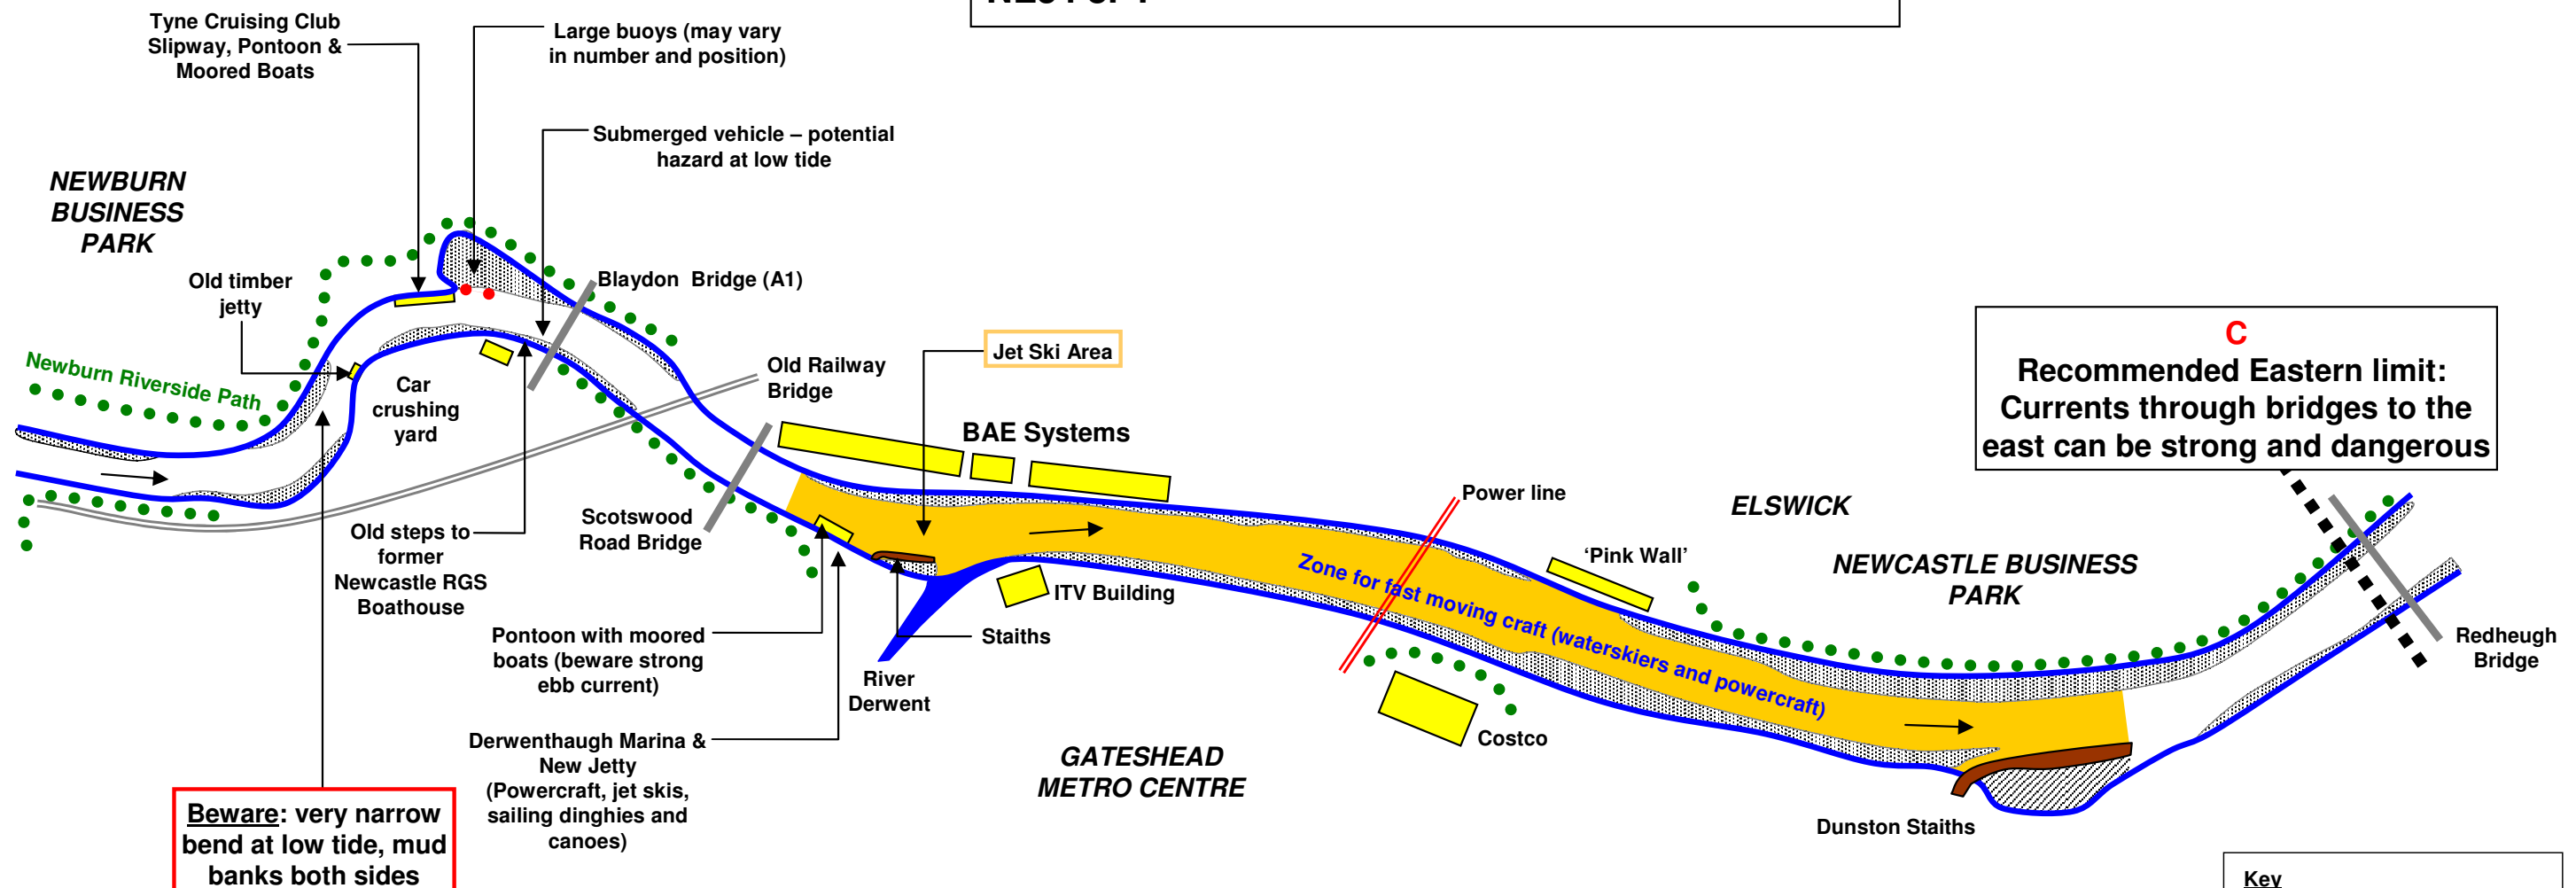 Tyne Cruising Club
Slipway, Pontoon &
Moored Boats
Large buoys (may vary
in number and position)
Submerged vehicle – potential
hazard at low tide
NEWBURN
BUSINESS
PARK
Old timber
jetty
Blaydon Bridge (A1)
Newburn Riverside Path
Car
crushing
yard
Jet Ski Area
Old Railway
Bridge
C
Recommended Eastern limit:
Currents through bridges to the
east can be strong and dangerous
BAE Systems
Power line
ELSWICK
Scotswood
Road Bridge
Old steps to
former
Newcastle RGS
Boathouse
'Pink Wall'
NEWCASTLE BUSINESS
PARK
Zone for fast moving craft (waterskiers and powercraft)
ITV Building
Staiths
Pontoon with moored
boats (beware strong
ebb current)
River
Derwent
Redheugh
Bridge
Derwenthaugh Marina &
New Jetty
(Powercraft, jet skis,
sailing dinghies and
canoes)
GATESHEAD
METRO CENTRE
Costco
Dunston Staiths
Beware: very narrow
bend at low tide, mud
banks both sides
Key